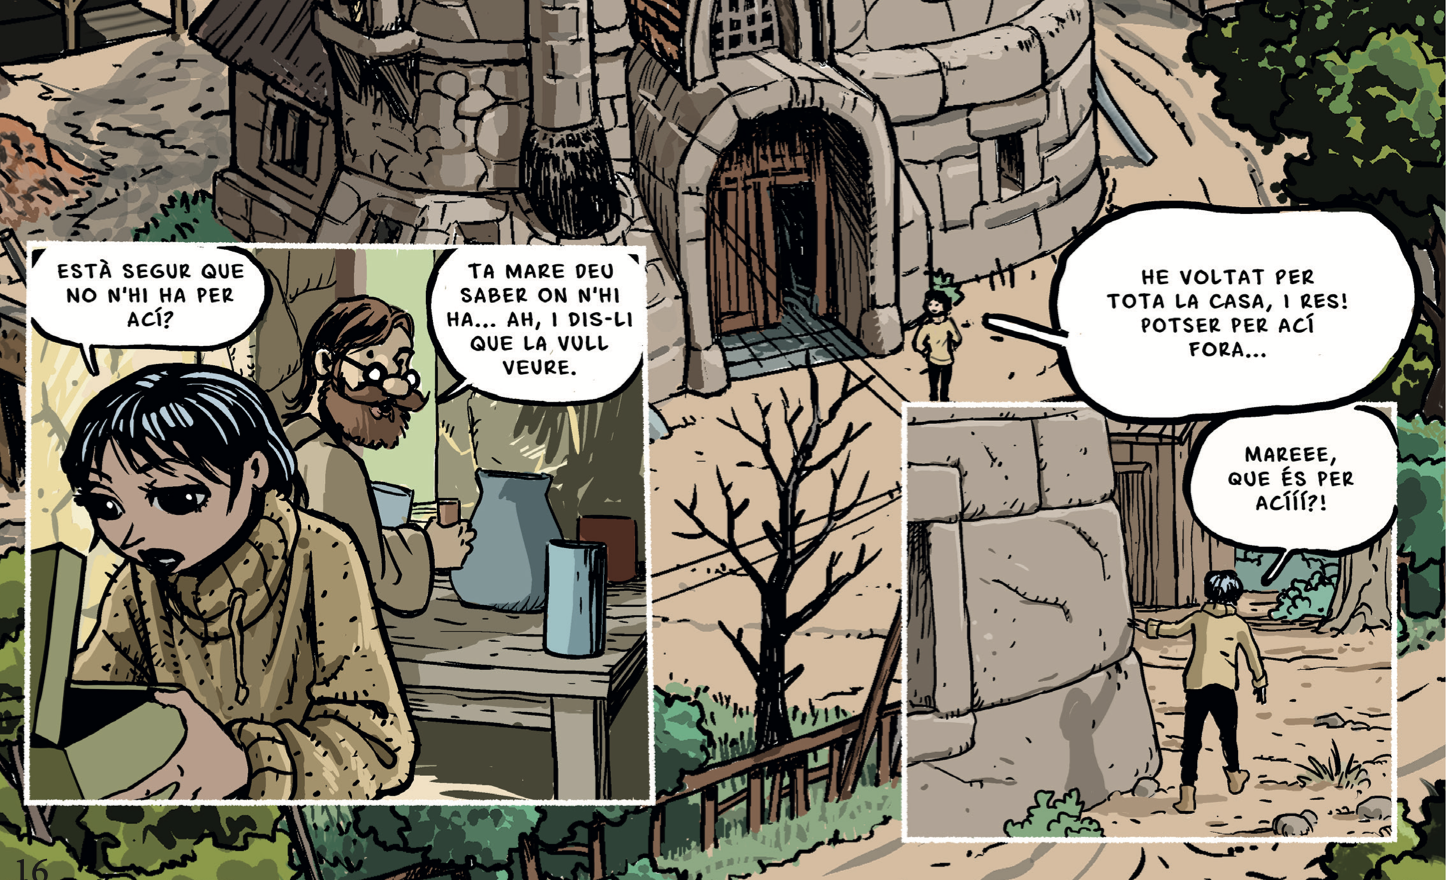 ESTÀ SEGUR QUE
NO N'HI HA PER
ACÍ?
TA MARE DEU
SABER ON N'HI
HA... AH, I DIS-LI
QUE LA VULL
VEURE.
HE VOLTAT PER
TOTA LA CASA, I RES!
POTSER PER ACÍ
FORA...
MAREEE,
QUE ÉS PER
ACÍÍÍ?!
16